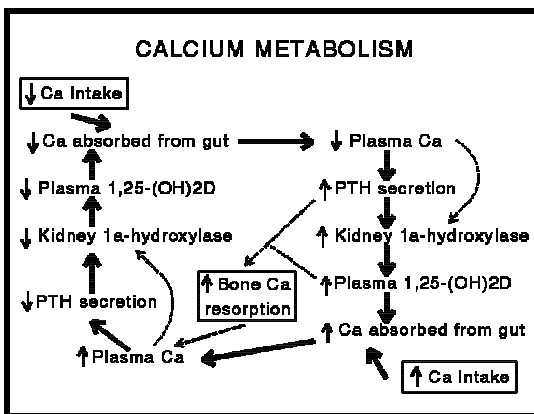 CALCIUM METABOLISM
↓ Ca Intake
↓ Ca absorbed from gut
↓ Plasma 1,25-(OH)2D
↓ Kidney 1a-hydroxylase
↓ PTH secretion
↑ Plasma Ca
↓ Plasma Ca
↑ PTH secretion
↑ Kidney 1a-hydroxylase
↑ Plasma 1,25-(OH)2D
↑ Ca absorbed from gut
↑ Ca Intake
↑ Bone Ca
resorption